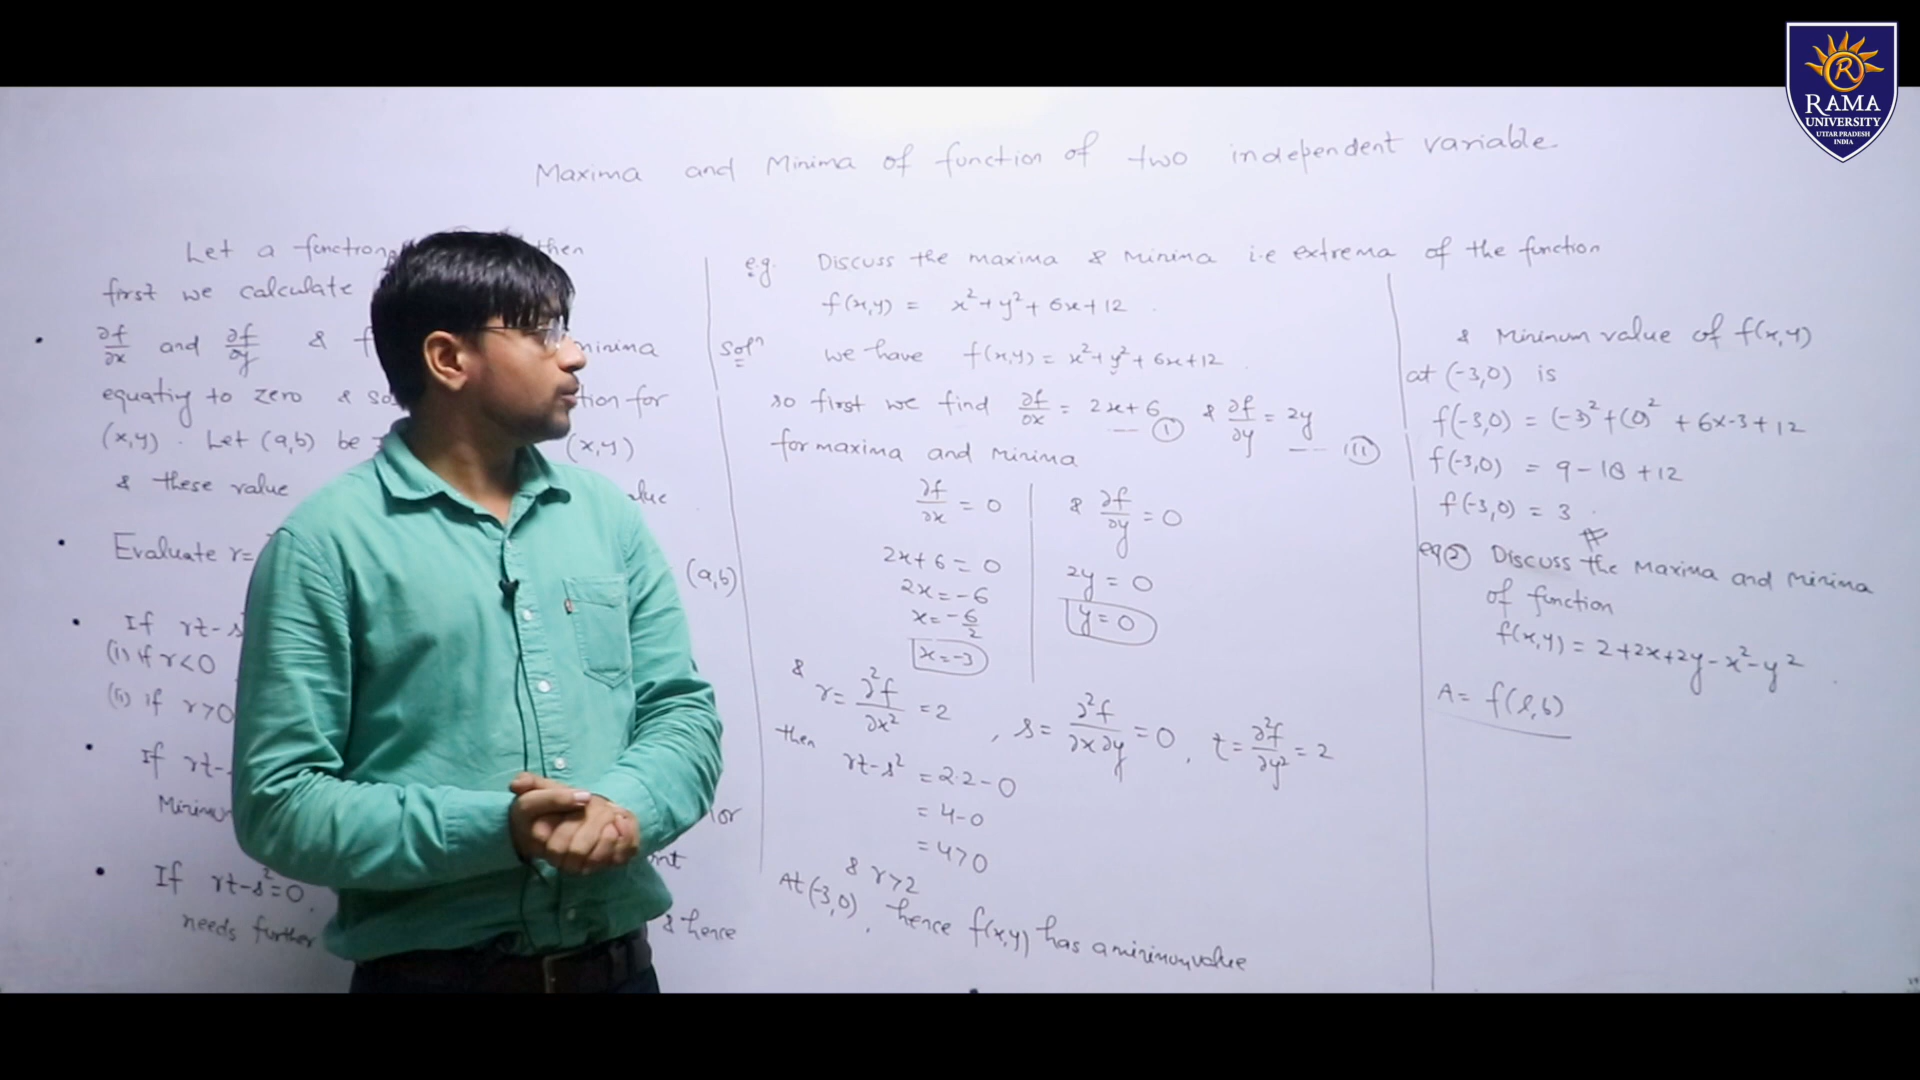 RAMA
UNIVERSITY
UTTAR PRADESH
INDIA
Maxima and Minima of function of two independent variable
Let a function then
first we calculate
∂f/∂x and ∂f/∂y & f minima
equating to zero & so tion for
(x,y). Let (a,b) be (x,y)
& these value alue
Evaluate r= (a,b)
If rt-s
(i) if r<0
(ii) if r>0
If rt-
Minimum or
nt
If rt-s²=0.
needs further & hence
e.g. Discuss the maxima & Minima i.e extrema of the function
f(x,y) = x²+y²+6x+12
Solⁿ we have f(x,y) = x²+y²+6x+12
so first we find ∂f/∂x = 2x+6 --- ① & ∂f/∂y = 2y --- (ii)
for maxima and minima
∂f/∂x = 0 & ∂f/∂y = 0
2x+6 = 0
2x = -6
x = -6/2
x = -3
2y = 0
y = 0
& r = ∂²f/∂x² = 2, s = ∂²f/∂x∂y = 0, t = ∂²f/∂y² = 2
then rt-s² = 2·2-0
= 4-0
= 4>0
& r>2
At (-3,0), hence f(x,y) has a minimum value
& Minimum value of f(x,y)
at (-3,0) is
f(-3,0) = (-3)²+(0)² + 6x-3+12
f(-3,0) = 9-18+12
f(-3,0) = 3
eg② Discuss the Maxima and Minima
of function
f(x,y) = 2+2x+2y-x²-y²
A = f(l,b)